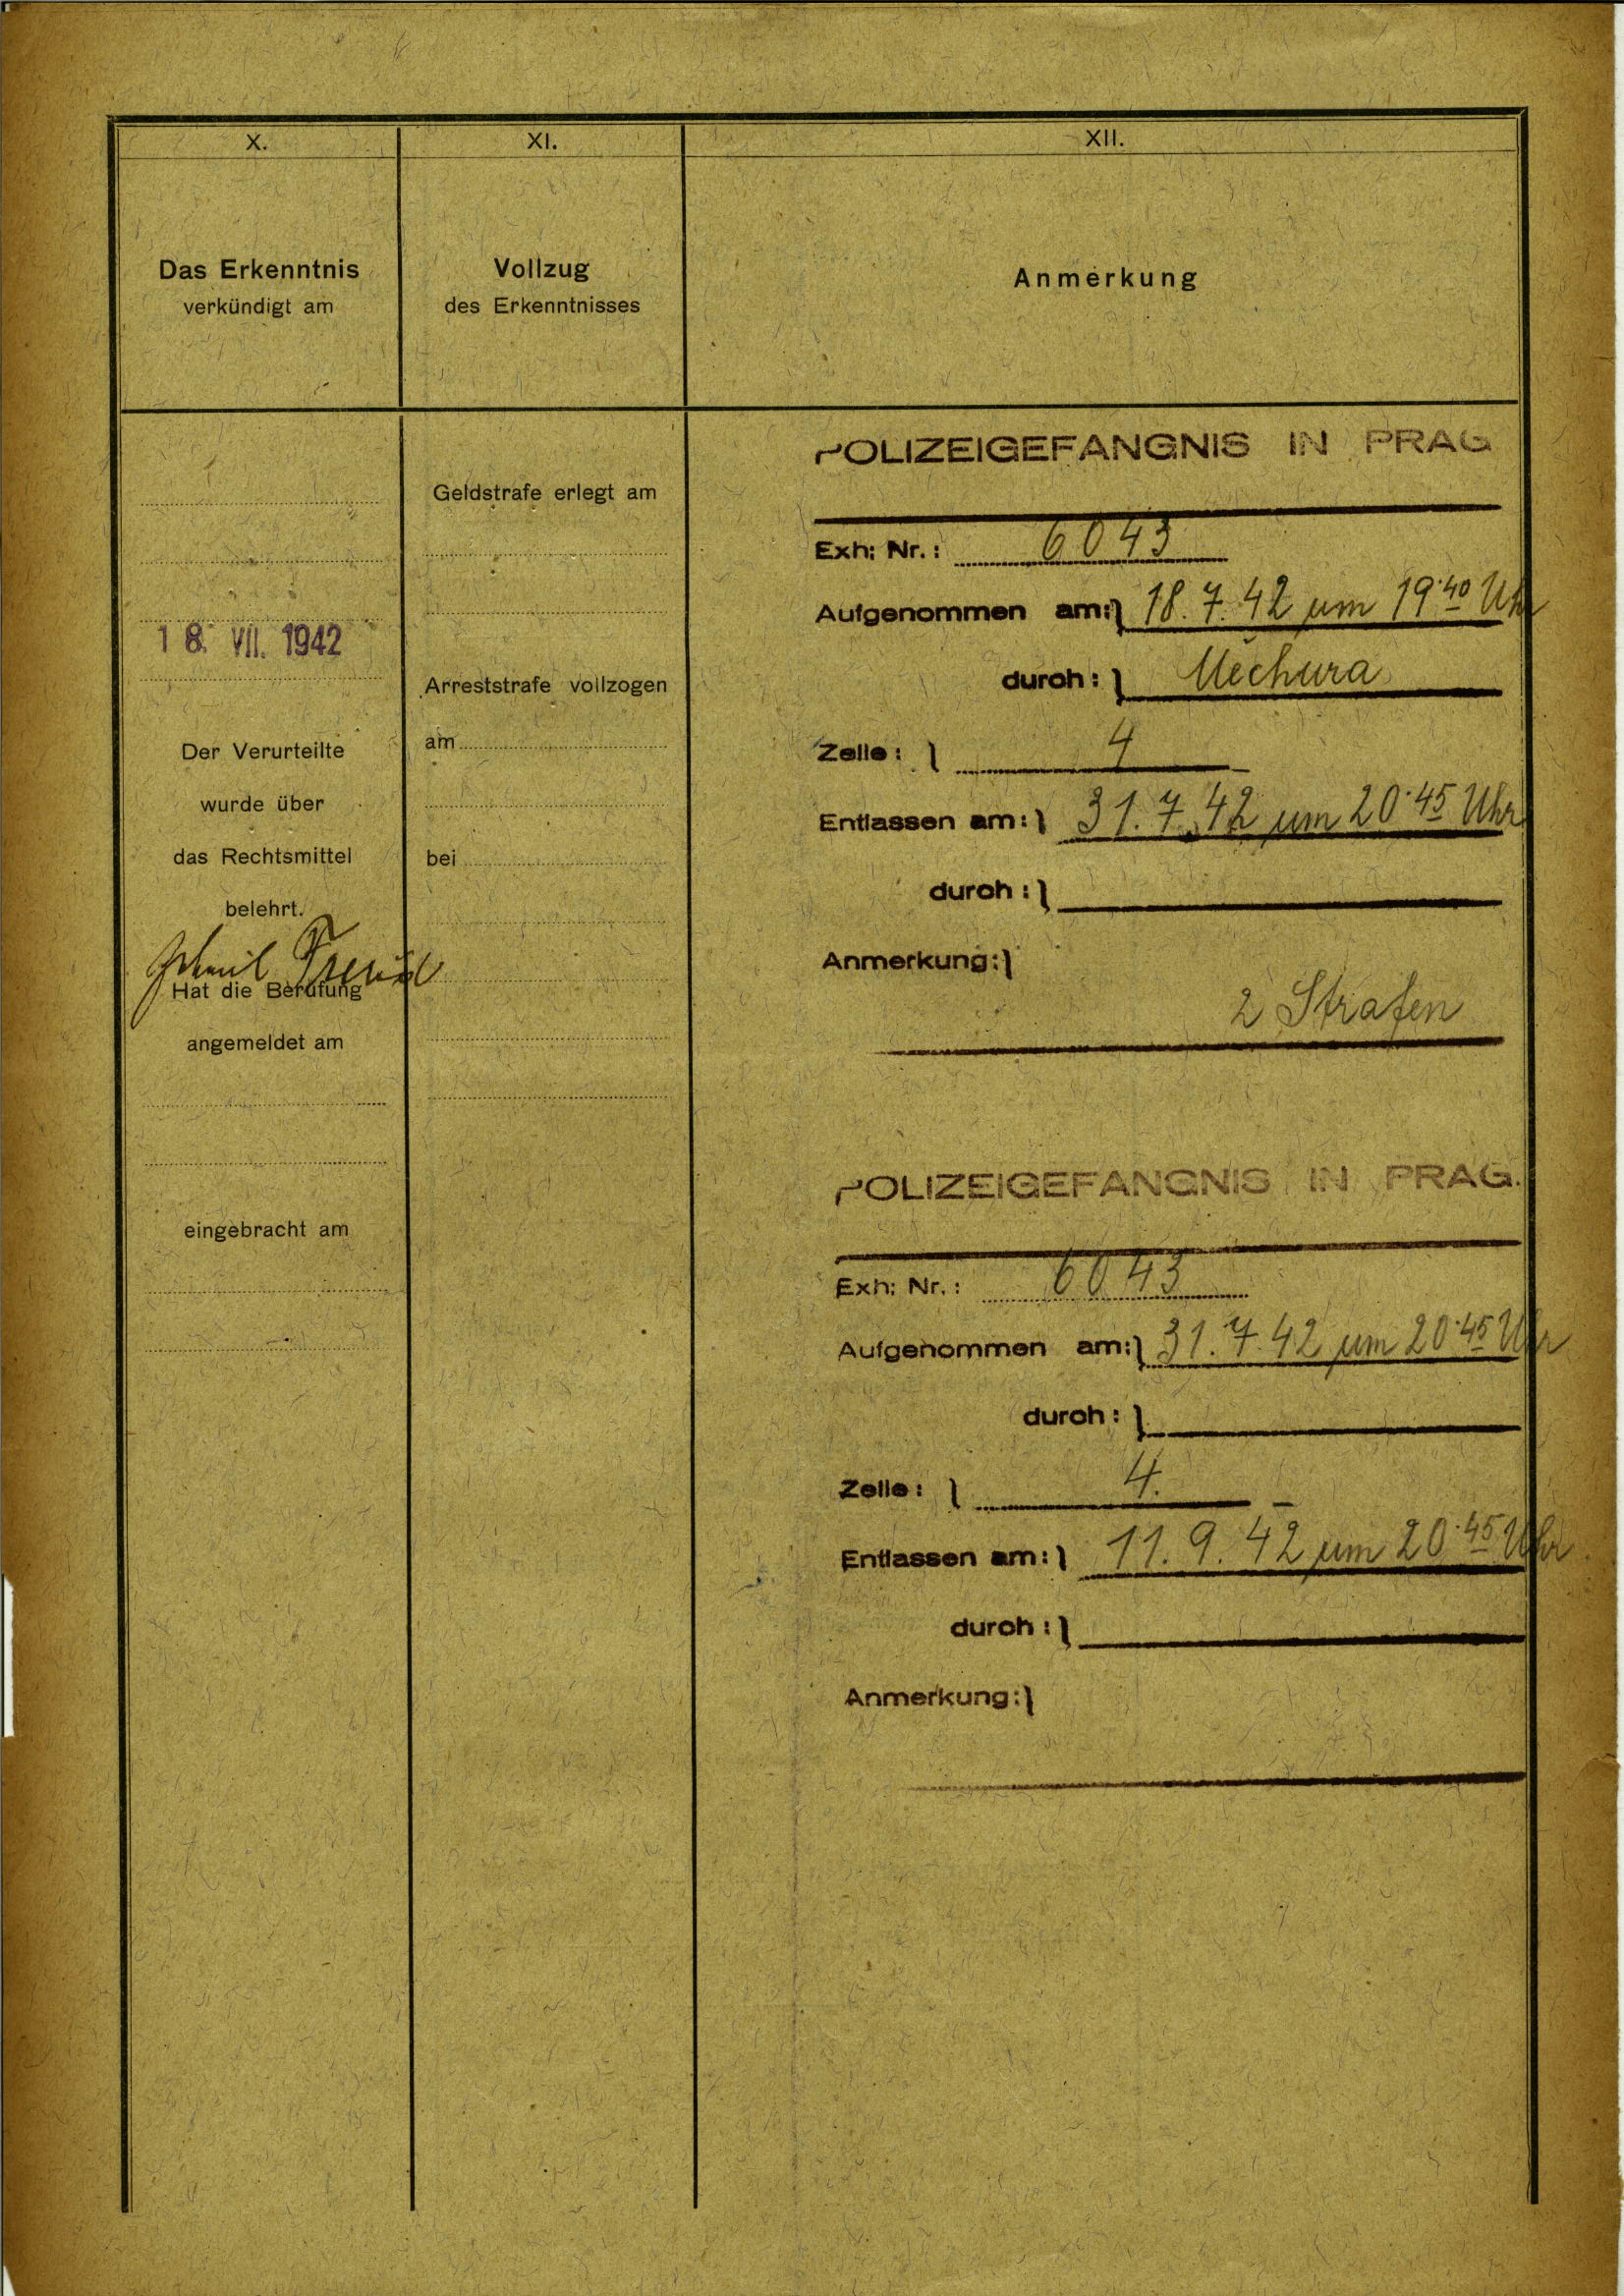 X.
Das Erkenntnis
verkündigt am
18. VII. 1942
Der Verurteilte
wurde über
das Rechtsmittel
belehrt.
Hat die Berufung
angemeldet am
eingebracht am
XI.
Vollzug
des Erkenntnisses
Geldstrafe erlegt am
Arreststrafe vollzogen
am
bei
XII.
Anmerkung
POLIZEIGEFANGNIS IN PRAG
Exh: Nr.: 6043
Aufgenommen am: 18. 7. 42 um 19·40 Uhr
durch: Měchura
Zelle: 4
Entlassen am: 31. 7. 42 um 20·45 Uhr
durch:
Anmerkung:
2 Strafen
POLIZEIGEFANGNIS IN PRAG.
Exh: Nr.: 6043
Aufgenommen am: 31. 7. 42 um 20·45 Uhr
durch:
Zelle: 4.
Entlassen am: 11. 9. 42 um 20·45 Uhr
durch:
Anmerkung: